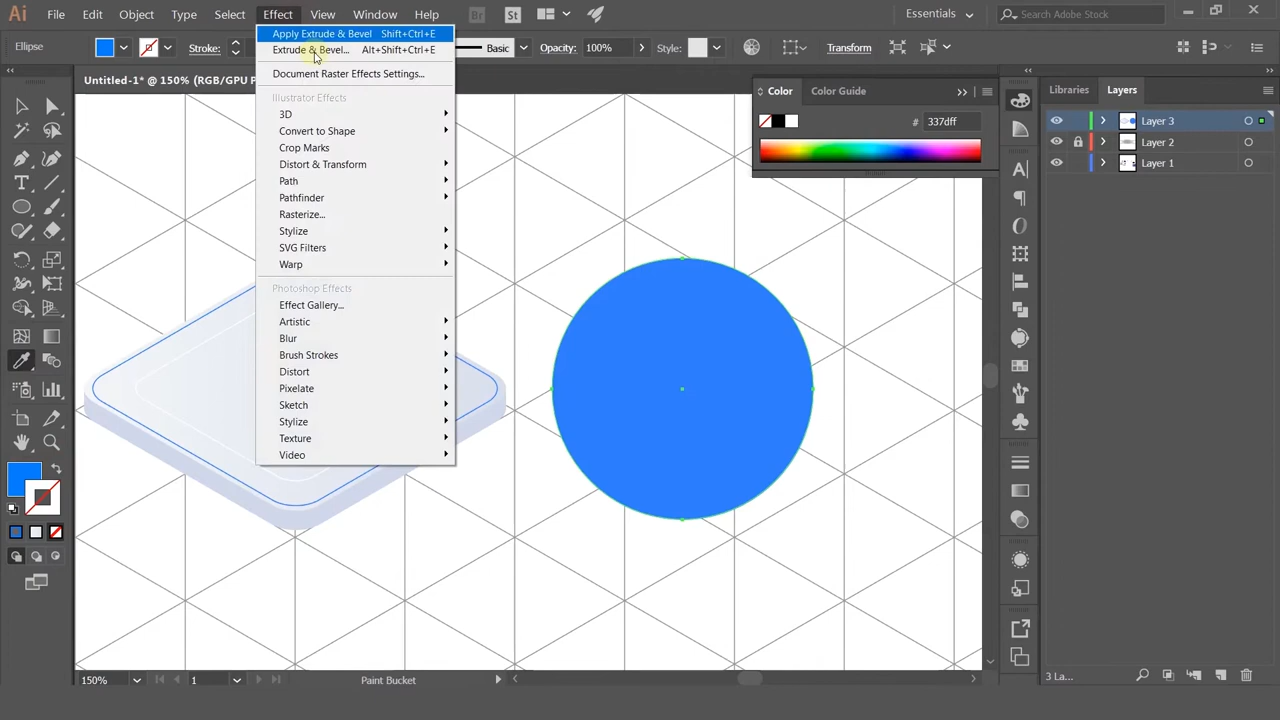 Ai File Edit Object Type Select Effect View Window Help Br St Essentials Search Adobe Stock
Ellipse Stroke: Basic Opacity: 100% Style: Transform
Apply Extrude & Bevel Shift+Ctrl+E
Extrude & Bevel... Alt+Shift+Ctrl+E
Document Raster Effects Settings...
Illustrator Effects
3D
Convert to Shape
Crop Marks
Distort & Transform
Path
Pathfinder
Rasterize...
Stylize
SVG Filters
Warp
Photoshop Effects
Effect Gallery...
Artistic
Blur
Brush Strokes
Distort
Pixelate
Sketch
Stylize
Texture
Video
Untitled-1* @ 150% (RGB/GPU P
Color Color Guide
# 337dff
Libraries Layers
Layer 3
Layer 2
Layer 1
3 La...
150% 1 Paint Bucket